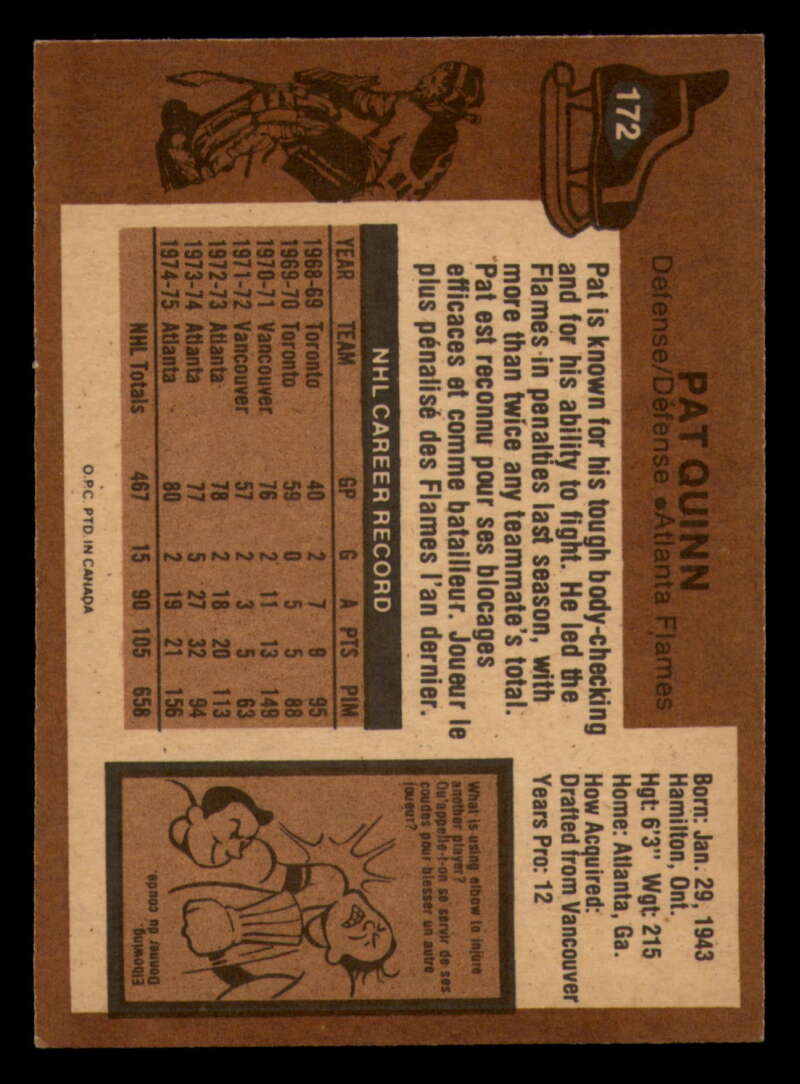 172
PAT QUINN
Defense/Défense ● Atlanta Flames
Pat is known for his tough body-checking
and for his ability to fight. He led the
Flames in penalties last season, with
more than twice any teammate's total.
Pat est reconnu pour ses blocages
efficaces et comme batailleur. Joueur le
plus pénalisé des Flames l'an dernier.
Born: Jan. 29, 1943
Hamilton, Ont.
Hgt: 6'3" Wgt: 215
Home: Atlanta, Ga.
How Acquired:
Drafted from Vancouver
Years Pro: 12
NHL CAREER RECORD
YEAR TEAM GP G A PTS PIM
1968-69 Toronto 40 2 7 9 95
1969-70 Toronto 59 0 5 5 88
1970-71 Vancouver 76 2 11 13 149
1971-72 Vancouver 57 2 3 5 63
1972-73 Atlanta 78 2 18 20 113
1973-74 Atlanta 77 5 27 32 94
1974-75 Atlanta 80 2 19 21 156
NHL Totals 467 15 90 105 658
O.P.C. PTD. IN CANADA
What is using elbow to injure
another player?
Qu'appelle-t-on se servir de ses
coudes pour blesser un autre
joueur?
Elbowing.
Donner du coude.